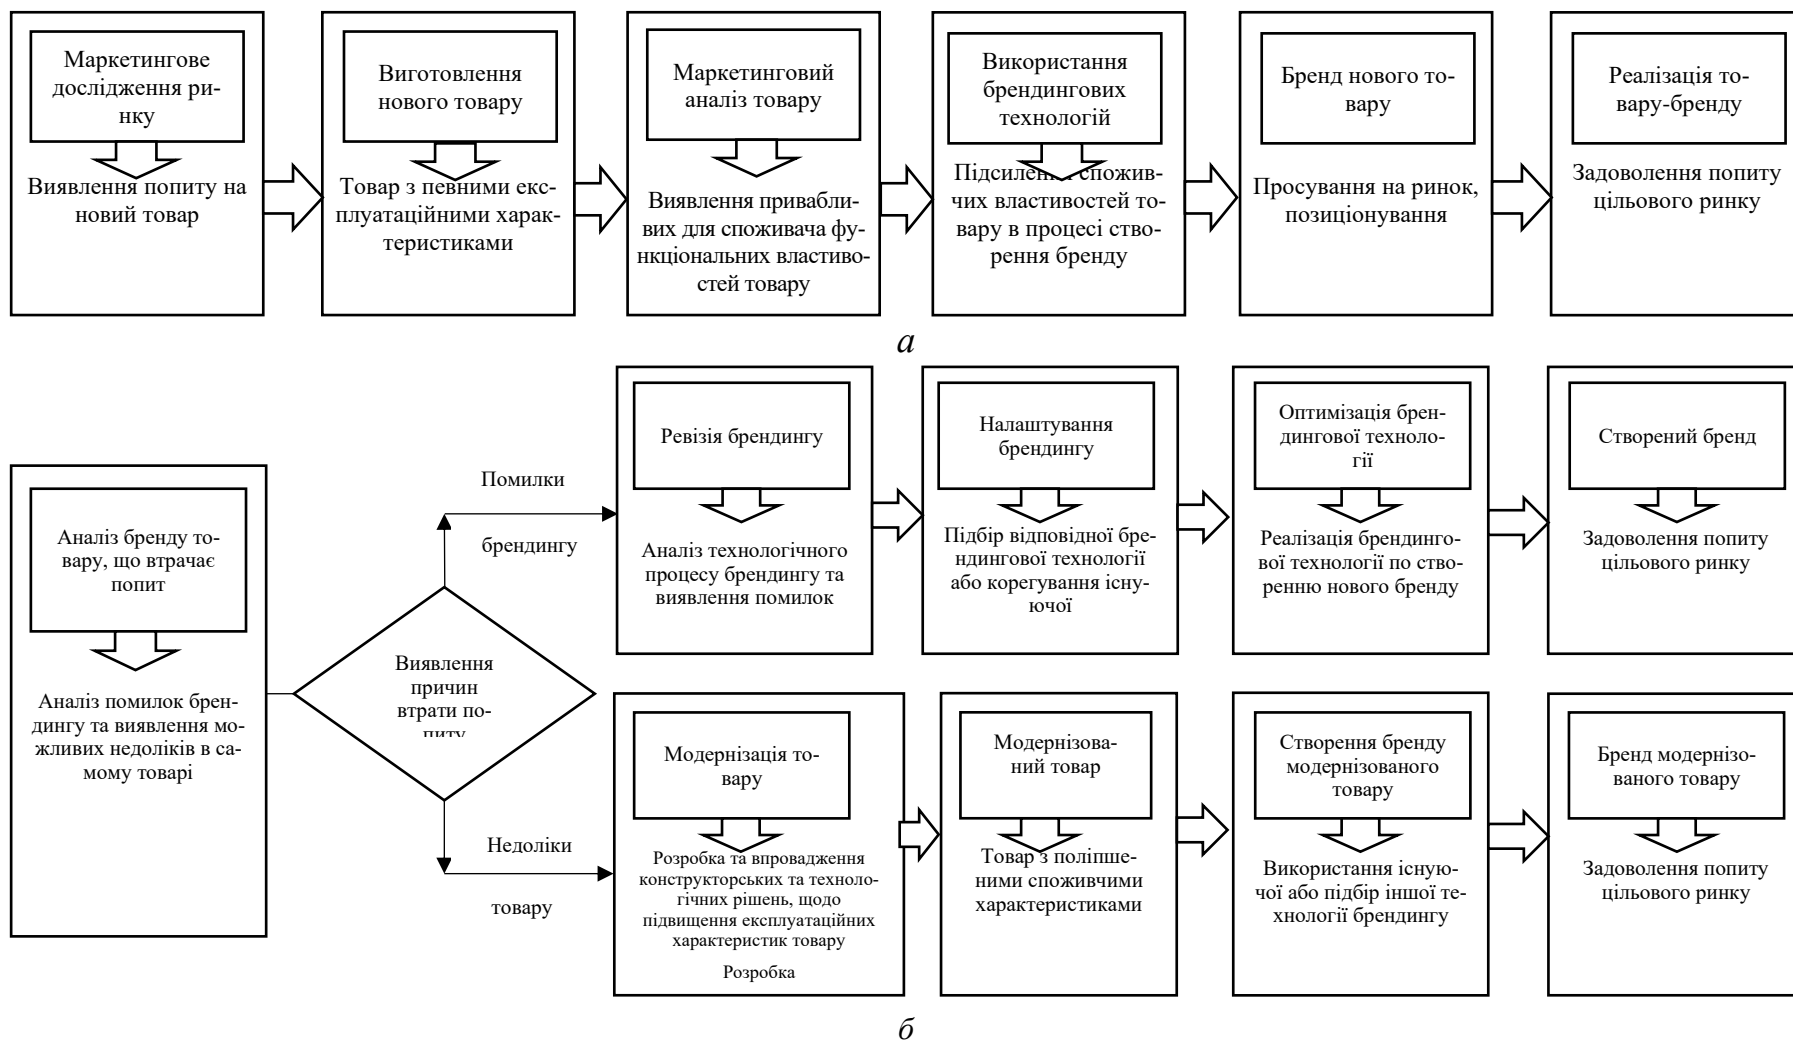 Маркетингове
дослідження ри-
нку
Виявлення попиту на
новий товар
Виготовлення
нового товару
Товар з певними екс-
плуатаційними харак-
теристиками
Маркетинговий
аналіз товару
Виявлення привабли-
вих для споживача фу-
нкціональних властиво-
стей товару
Використання
брендингових
технологій
Підсилення спожив-
чих властивостей то-
вару в процесі ство-
рення бренду
Бренд нового то-
вару
Просування на ринок,
позиціонування
Реалізація то-
вару-бренду
Задоволення попиту
цільового ринку
а
Аналіз бренду то-
вару, що втрачає
попит
Аналіз помилок брен-
дингу та виявлення мо-
жливих недоліків в са-
мому товарі
Виявлення
причин
втрати по-
питу
Помилки
брендингу
Ревізія брендингу
Аналіз технологічного
процесу брендингу та
виявлення помилок
Налаштування
брендингу
Підбір відповідної бре-
ндингової технології
або корегування існу-
ючої
Оптимізація брен-
дингової техноло-
гії
Реалізація брендинго-
вої технології по ство-
ренню нового бренду
Створений бренд
Задоволення попиту
цільового ринку
Недоліки
товару
Модернізація то-
вару
Розробка та впровадження
конструкторських та техноло-
гічних рішень, щодо
підвищення експлуатаційних
характеристик товару
Розробка
Модернізова-
ний товар
Товар з поліпше-
ними споживчими
характеристиками
Створення бренду
модернізованого
товару
Використання існую-
чої або підбір іншої те-
хнології брендингу
Бренд модернізо-
ваного товару
Задоволення попиту
цільового ринку
б